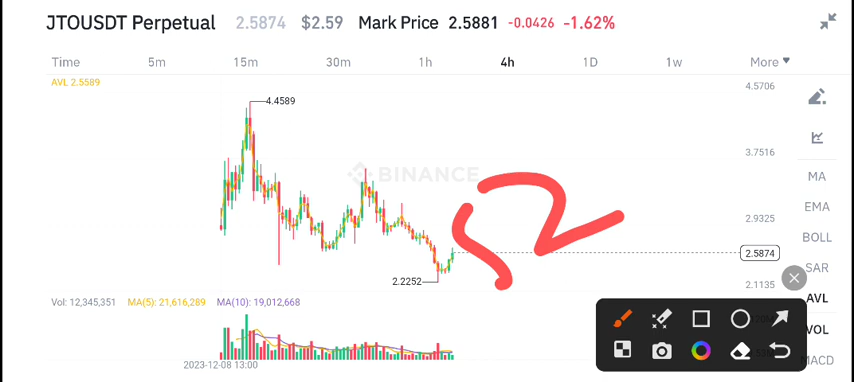 JTOUSDT Perpetual 2.5874 $2.59 Mark Price 2.5881 -0.0426 -1.62%
Time 5m 15m 30m 1h 4h 1D 1w More
AVL 2.5589
4.5706
4.4589
3.7516
BINANCE
MA
EMA
2.9325
BOLL
2.5874
SAR
2.2252
2.1135
AVL
Vol: 12,345,351 MA(5): 21,616,289 MA(10): 19,012,668
VOL
MACD
2023-12-08 13:00